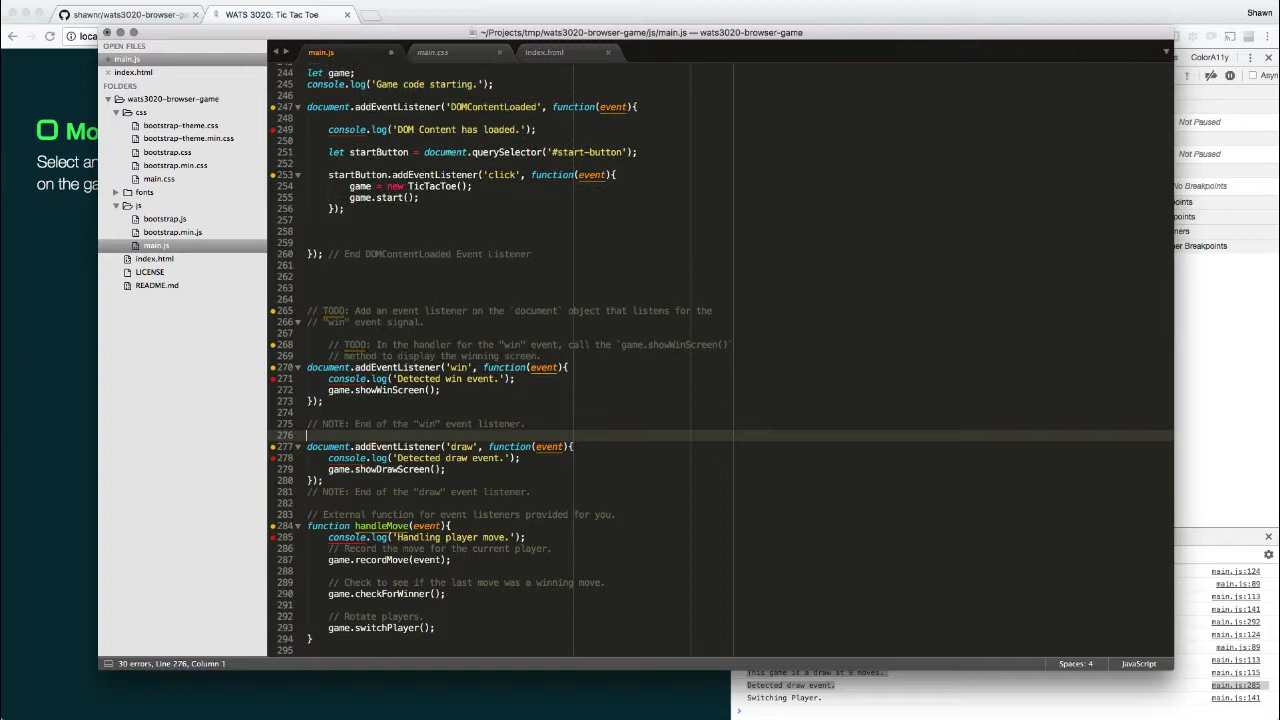 shawnr/wats3020-browser-ga
WATS 3020: Tic Tac Toe
Shawn
loca
ColorA11y
~/Projects/tmp/wats3020-browser-game/js/main.js — wats3020-browser-game
OPEN FILES
main.js
index.html
FOLDERS
wats3020-browser-game
css
bootstrap-theme.css
bootstrap-theme.min.css
bootstrap.css
bootstrap.min.css
main.css
fonts
js
bootstrap.js
bootstrap.min.js
main.js
index.html
LICENSE
README.md
main.js
main.css
index.html
244 let game;
245 console.log('Game code starting.');
246
247 document.addEventListener('DOMContentLoaded', function(event){
248
249 console.log('DOM Content has loaded.');
250
251 let startButton = document.querySelector('#start-button');
252
253 startButton.addEventListener('click', function(event){
254 game = new TicTacToe();
255 game.start();
256 });
257
258
259
260 }); // End DOMContentLoaded Event Listener
261
262
263
264
265 // TODO: Add an event listener on the `document` object that listens for the
266 // "win" event signal.
267
268 // TODO: In the handler for the "win" event, call the `game.showWinScreen()`
269 // method to display the winning screen.
270 document.addEventListener('win', function(event){
271 console.log('Detected win event.');
272 game.showWinScreen();
273 });
274
275 // NOTE: End of the "win" event listener.
276
277 document.addEventListener('draw', function(event){
278 console.log('Detected draw event.');
279 game.showDrawScreen();
280 });
281 // NOTE: End of the "draw" event listener.
282
283 // External function for event listeners provided for you.
284 function handleMove(event){
285 console.log('Handling player move.');
286 // Record the move for the current player.
287 game.recordMove(event);
288
289 // Check to see if the last move was a winning move.
290 game.checkForWinner();
291
292 // Rotate players.
293 game.switchPlayer();
294 }
295
30 errors, Line 276, Column 1
Spaces: 4
JavaScript
Mo
Select an
on the ga
Asyn
Not Paused
Not Paused
No Breakpoints
points
points
ners
ner Breakpoints
main.js:124
main.js:89
main.js:113
main.js:141
main.js:292
main.js:124
main.js:89
main.js:113
This game is a draw at 9 moves. main.js:115
Detected draw event. main.js:285
Switching Player. main.js:141